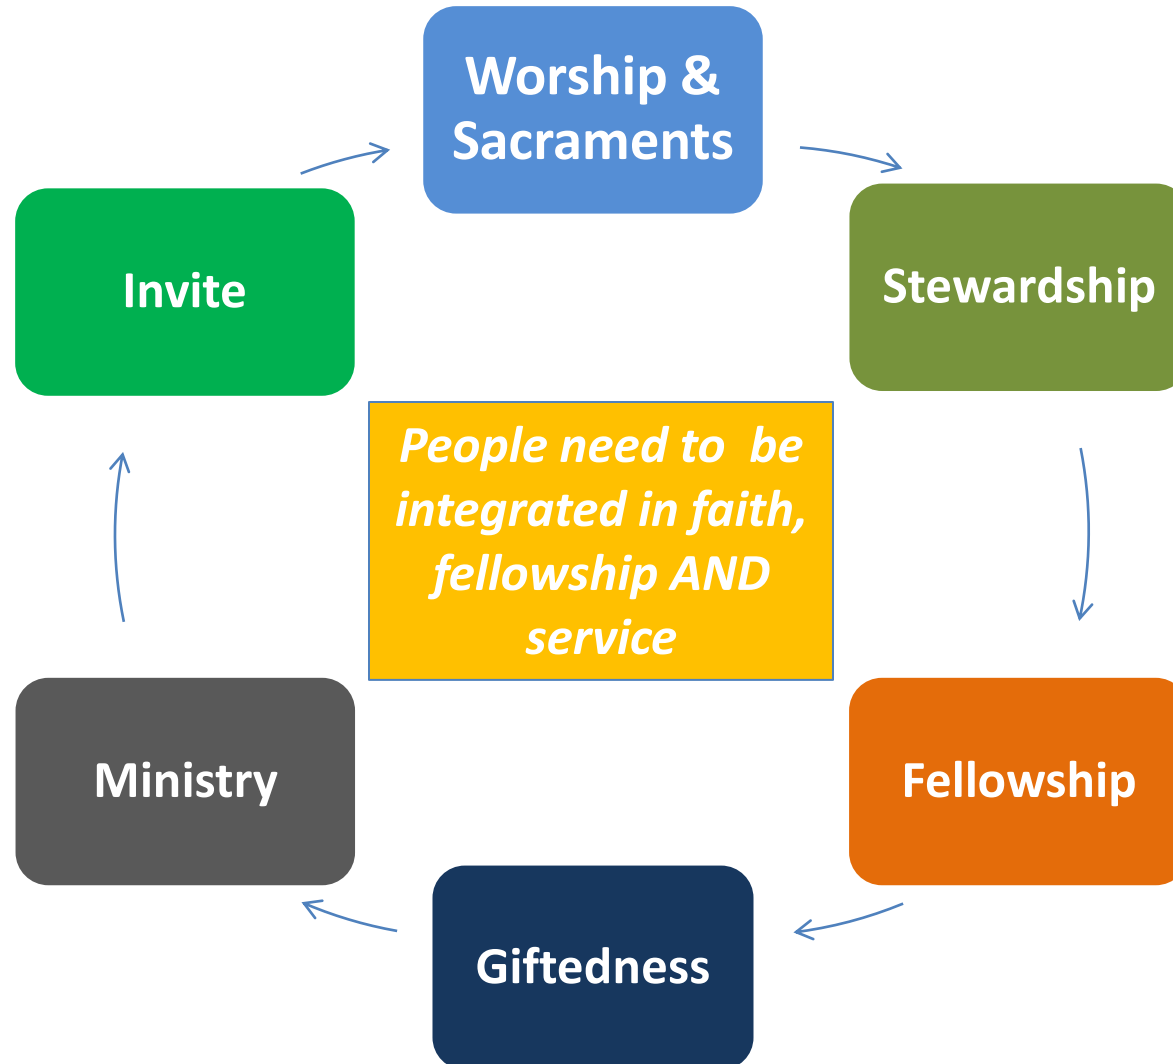 Worship &
Sacraments
Invite
Stewardship
People need to  be
integrated in faith,
fellowship AND
service
Ministry
Fellowship
Giftedness